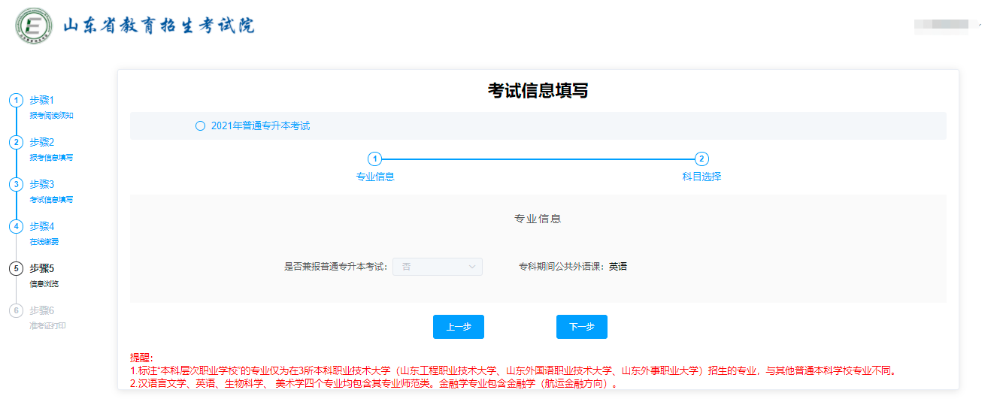 山东省教育招生考试院
1 步骤1
报考阅读须知
2 步骤2
报考信息填写
3 步骤3
考试信息填写
4 步骤4
在线缴费
5 步骤5
信息浏览
6 步骤6
准考证打印
考试信息填写
2021年普通专升本考试
1 2
专业信息 科目选择
专业信息
是否兼报普通专升本考试: 否 专科期间公共外语课: 英语
上一步 下一步
提醒:
1.标注“本科层次职业学校”的专业仅为在3所本科职业技术大学（山东工程职业技术大学、山东外国语职业技术大学、山东外事职业大学）招生的专业，与其他普通本科学校专业不同。
2.汉语言文学、英语、生物科学、 美术学四个专业均包含其专业师范类。金融学专业包含金融学（航运金融方向）。